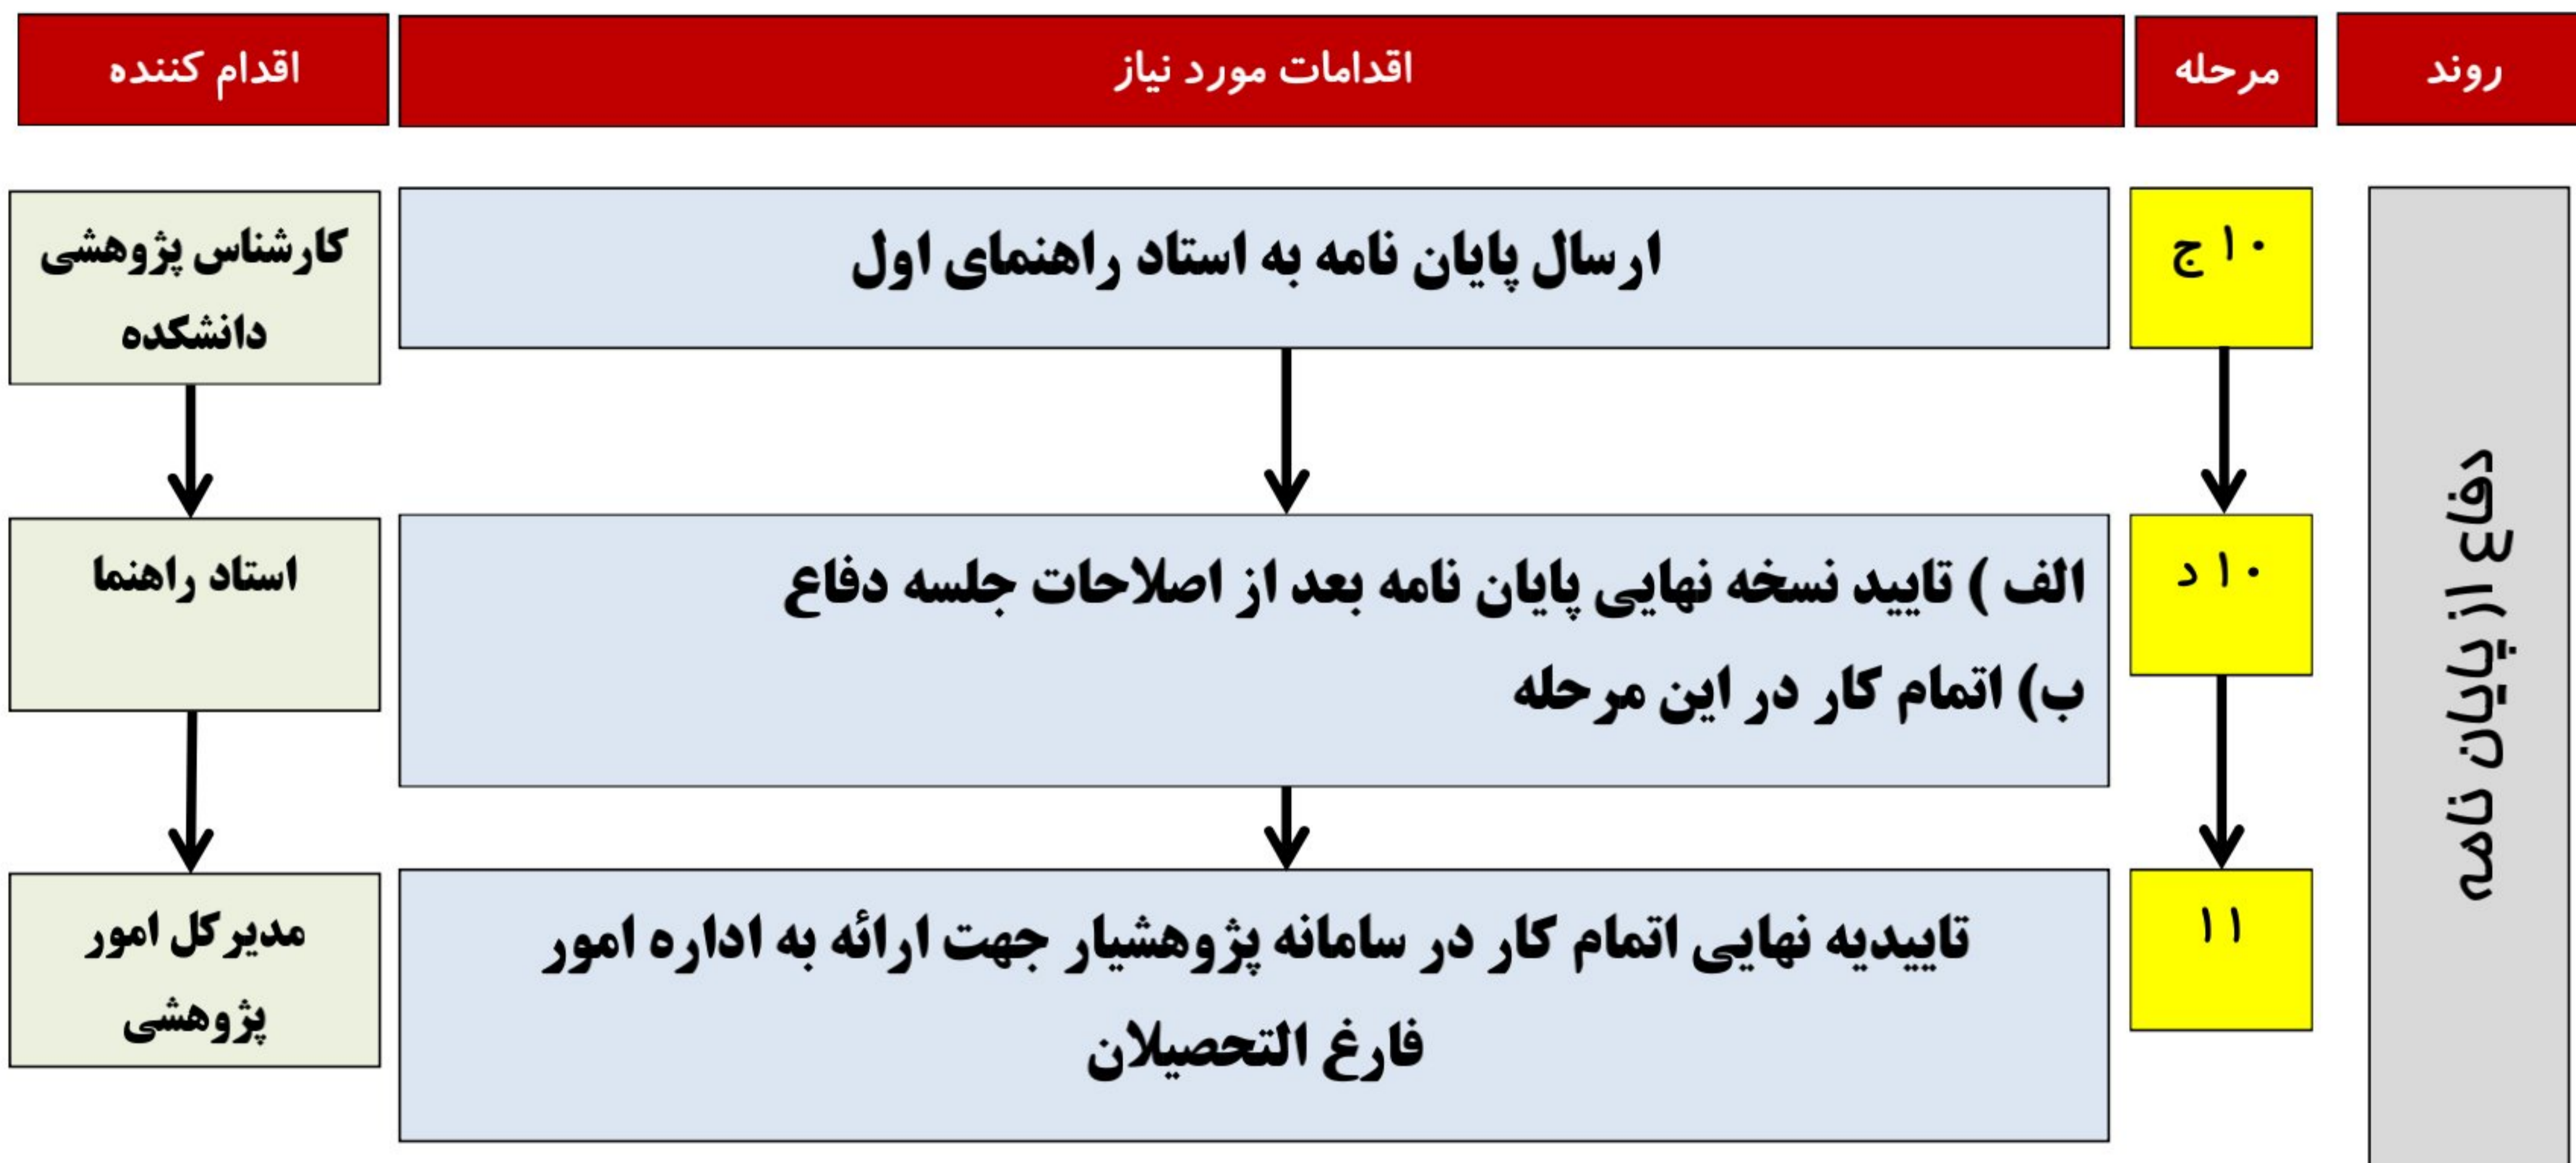 روند
مرحله
اقدامات مورد نیاز
اقدام کننده
دفاع از پایان نامه
۱۰ ج
ارسال پایان نامه به استاد راهنمای اول
کارشناس پژوهشی
دانشکده
۱۰ د
الف ) تایید نسخه نهایی پایان نامه بعد از اصلاحات جلسه دفاع
ب) اتمام کار در این مرحله
استاد راهنما
۱۱
تاییدیه نهایی اتمام کار در سامانه پژوهشیار جهت ارائه به اداره امور
فارغ التحصیلان
مدیرکل امور
پژوهشی